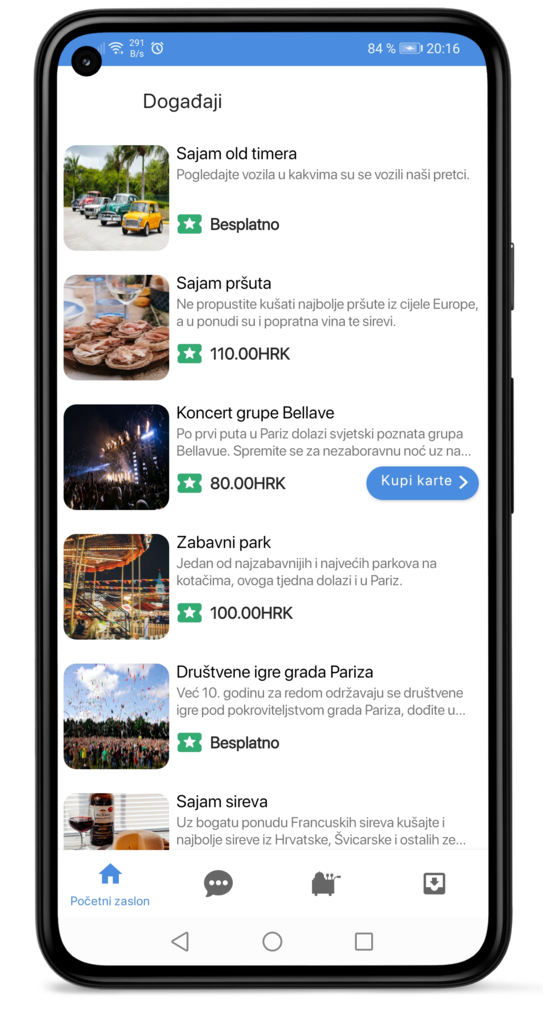 291
B/s
84 %
20:16
Događaji
Sajam old timera
Pogledajte vozila u kakvima su se vozili naši pretci.
Besplatno
Sajam pršuta
Ne propustite kušati najbolje pršute iz cijele Europe,
a u ponudi su i popratna vina te sirevi.
110.00HRK
Koncert grupe Bellave
Po prvi puta u Pariz dolazi svjetski poznata grupa
Bellavue. Spremite se za nezaboravnu noć uz na...
80.00HRK
Kupi karte
Zabavni park
Jedan od najzabavnijih i najvećih parkova na
kotačima, ovoga tjedna dolazi i u Pariz.
100.00HRK
Društvene igre grada Pariza
Već 10. godinu za redom održavaju se društvene
igre pod pokroviteljstvom grada Pariza, dođite u...
Besplatno
Sajam sireva
Uz bogatu ponudu Francuskih sireva kušajte i
najbolje sireve iz Hrvatske, Švicarske i ostalih ze...
Početni zaslon